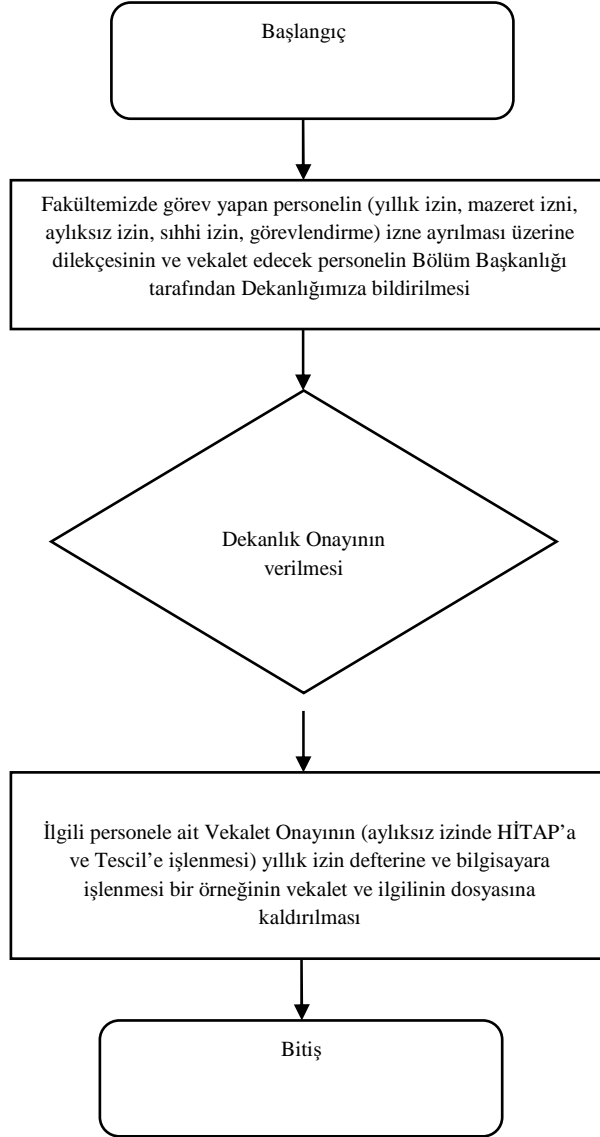 Başlangıç
Fakültemizde görev yapan personelin (yıllık izin, mazeret izni,
aylıksız izin, sıhhi izin, görevlendirme) izne ayrılması üzerine
dilekçesinin ve vekalet edecek personelin Bölüm Başkanlığı
tarafından Dekanlığımıza bildirilmesi
Dekanlık Onayının
verilmesi
İlgili personele ait Vekalet Onayının (aylıksız izinde HİTAP’a
ve Tescil’e işlenmesi) yıllık izin defterine ve bilgisayara
işlenmesi bir örneğinin vekalet ve ilgilinin dosyasına
kaldırılması
Bitiş